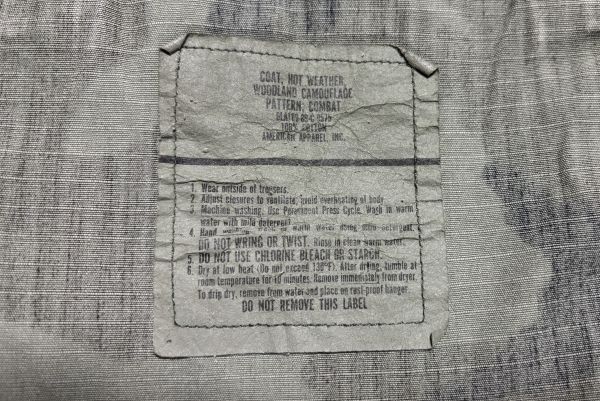 COAT, HOT WEATHER,
WOODLAND CAMOUFLAGE
PATTERN, COMBAT
100% COTTON
AMERICAN APPAREL, INC.
1. Wear outside of trousers.
2. Adjust closures to ventilate, avoid overheating of body
3. Machine washing. Use Permanent Press Cycle. Wash in warm
water with mild detergent.
4. Hand warm water using mild detergent.
DO NOT WRING OR TWIST. Rinse in clean warm water.
5. DO NOT USE CHLORINE BLEACH OR STARCH.
6. Dry at low heat (Do not exceed 130°F). After drying, tumble at
room temperature for 10 minutes. Remove immediately from dryer.
To drip dry, remove from water and place on rust-proof hanger
DO NOT REMOVE THIS LABEL